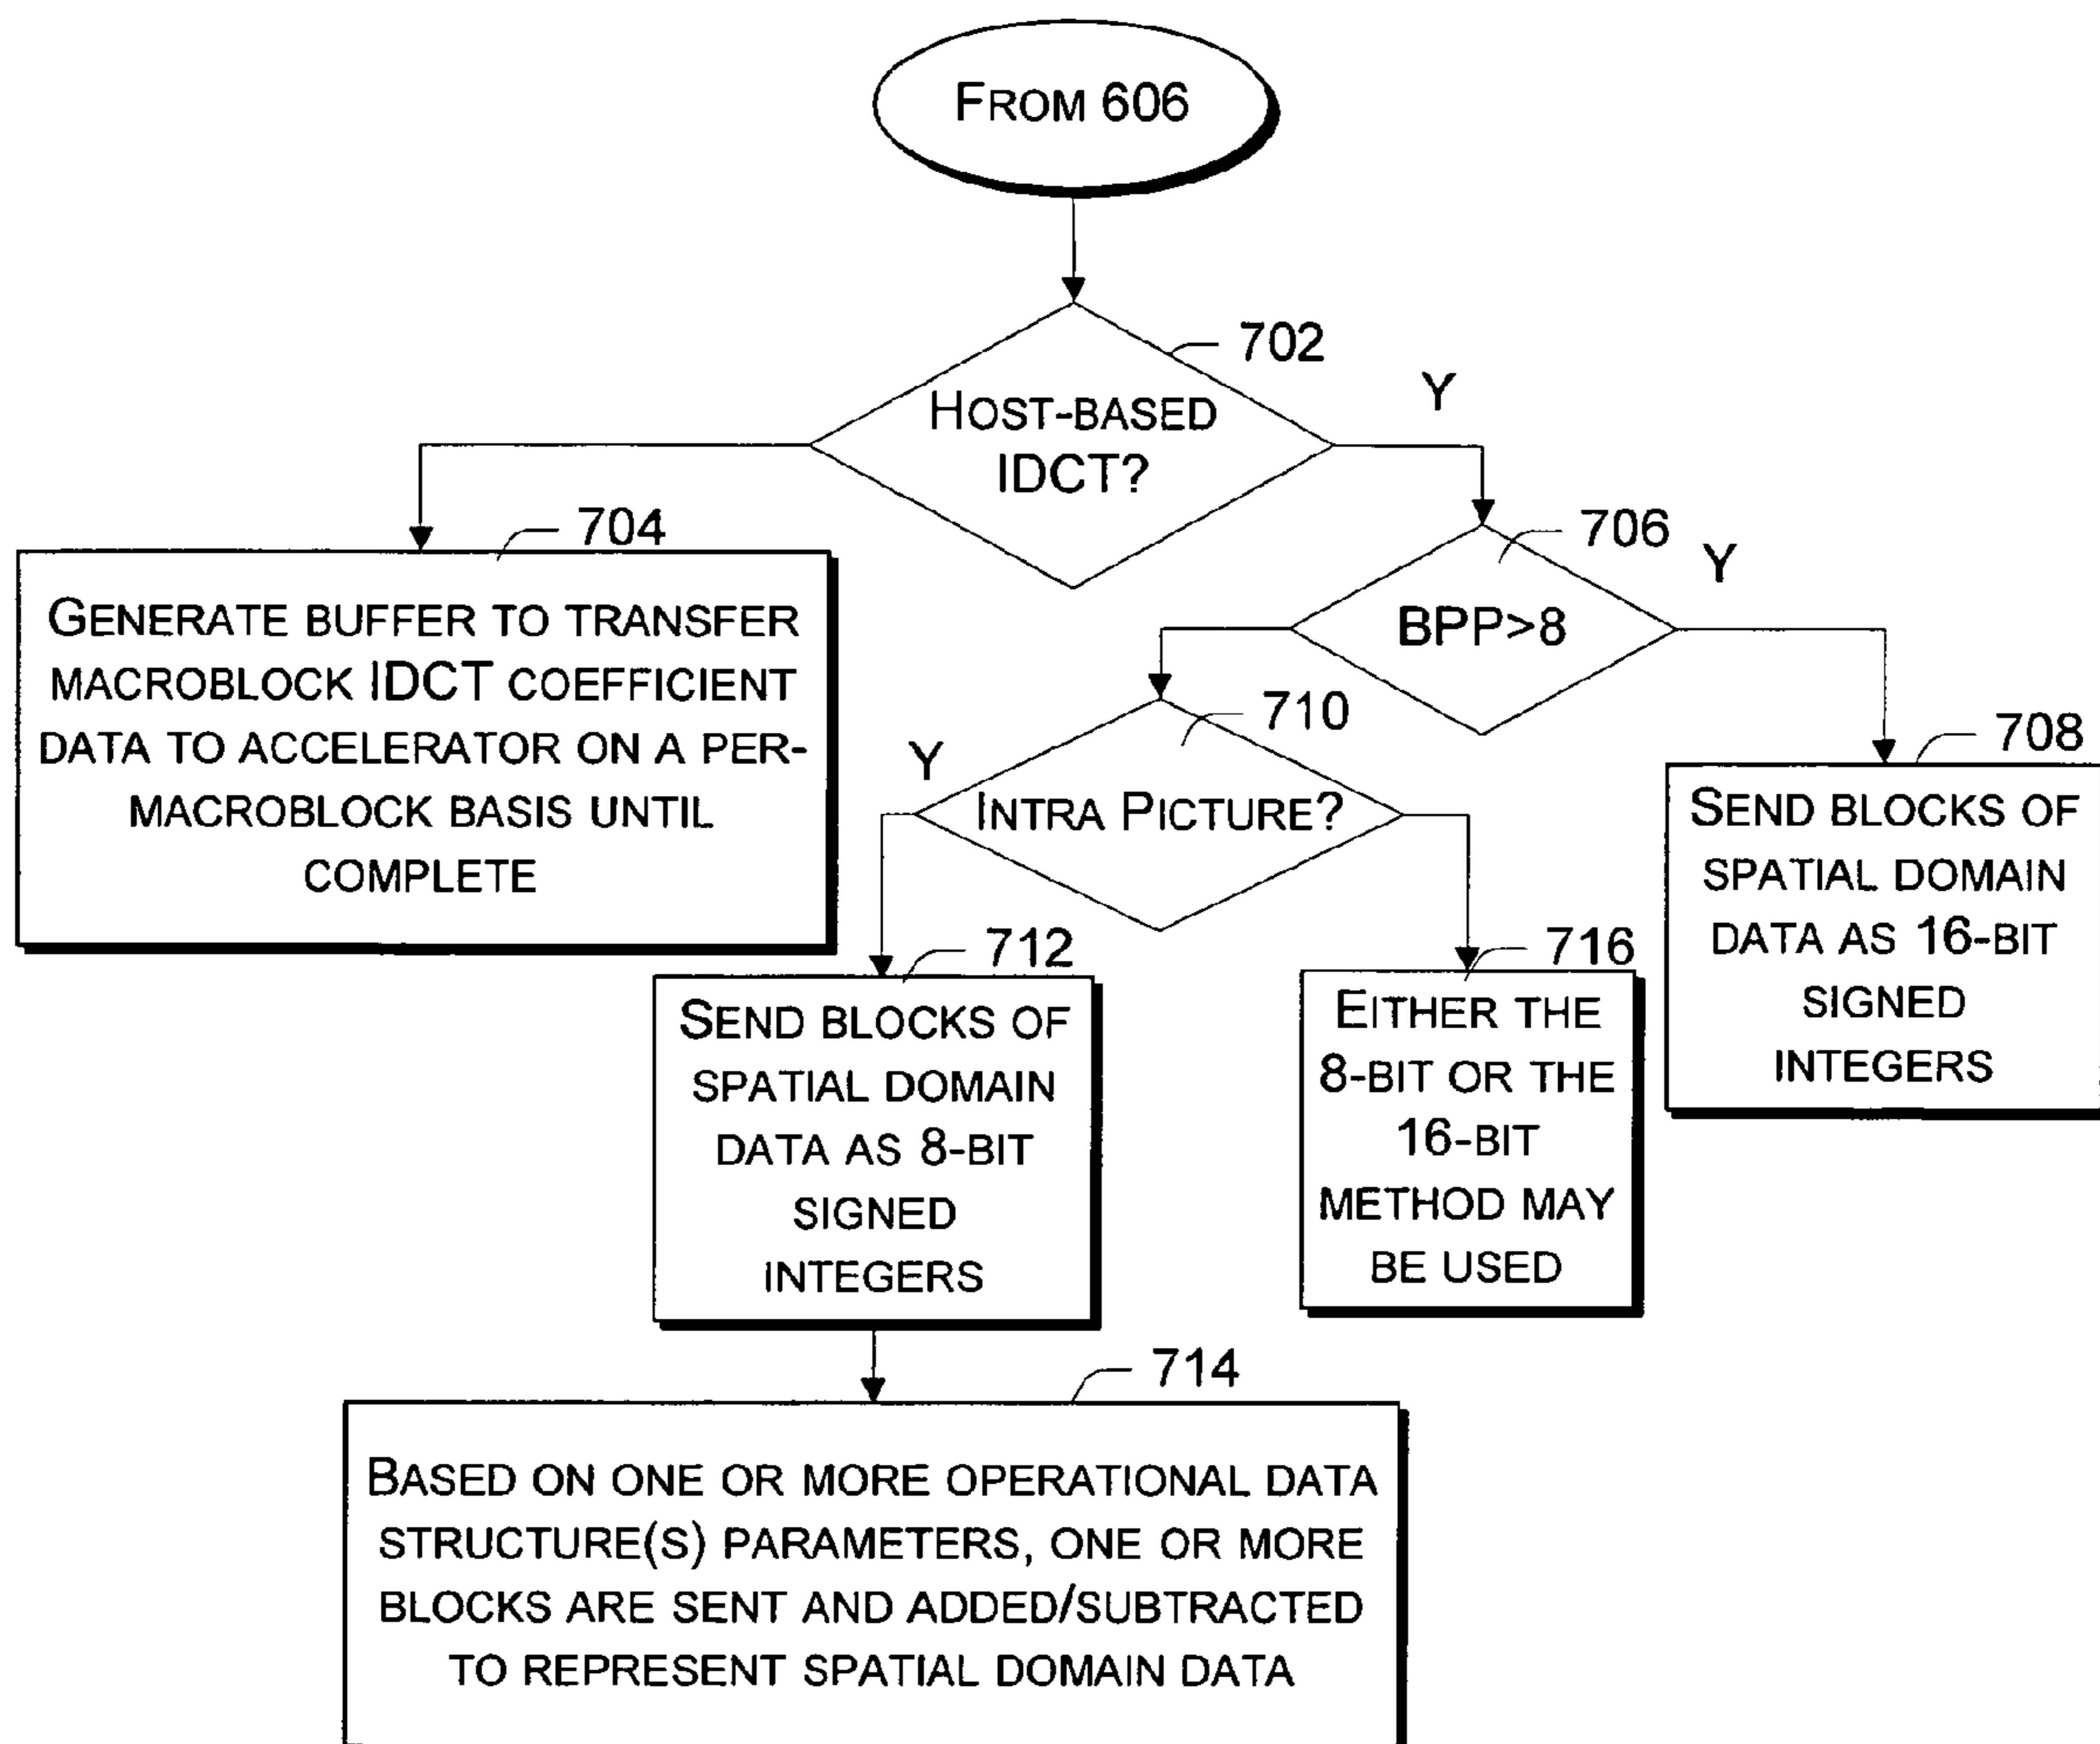 FROM 606
702
HOST-BASED
IDCT?
Y
704
GENERATE BUFFER TO TRANSFER
MACROBLOCK IDCT COEFFICIENT
DATA TO ACCELERATOR ON A PER-
MACROBLOCK BASIS UNTIL
COMPLETE
706
BPP>8
Y
710
INTRA PICTURE?
Y
708
SEND BLOCKS OF
SPATIAL DOMAIN
DATA AS 16-BIT
SIGNED
INTEGERS
712
SEND BLOCKS OF
SPATIAL DOMAIN
DATA AS 8-BIT
SIGNED
INTEGERS
716
EITHER THE
8-BIT OR THE
16-BIT
METHOD MAY
BE USED
714
BASED ON ONE OR MORE OPERATIONAL DATA
STRUCTURE(S) PARAMETERS, ONE OR MORE
BLOCKS ARE SENT AND ADDED/SUBTRACTED
TO REPRESENT SPATIAL DOMAIN DATA